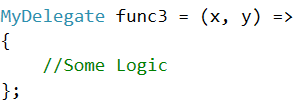 MyDelegate func3 = (x, y) =>
{
    //Some Logic
};